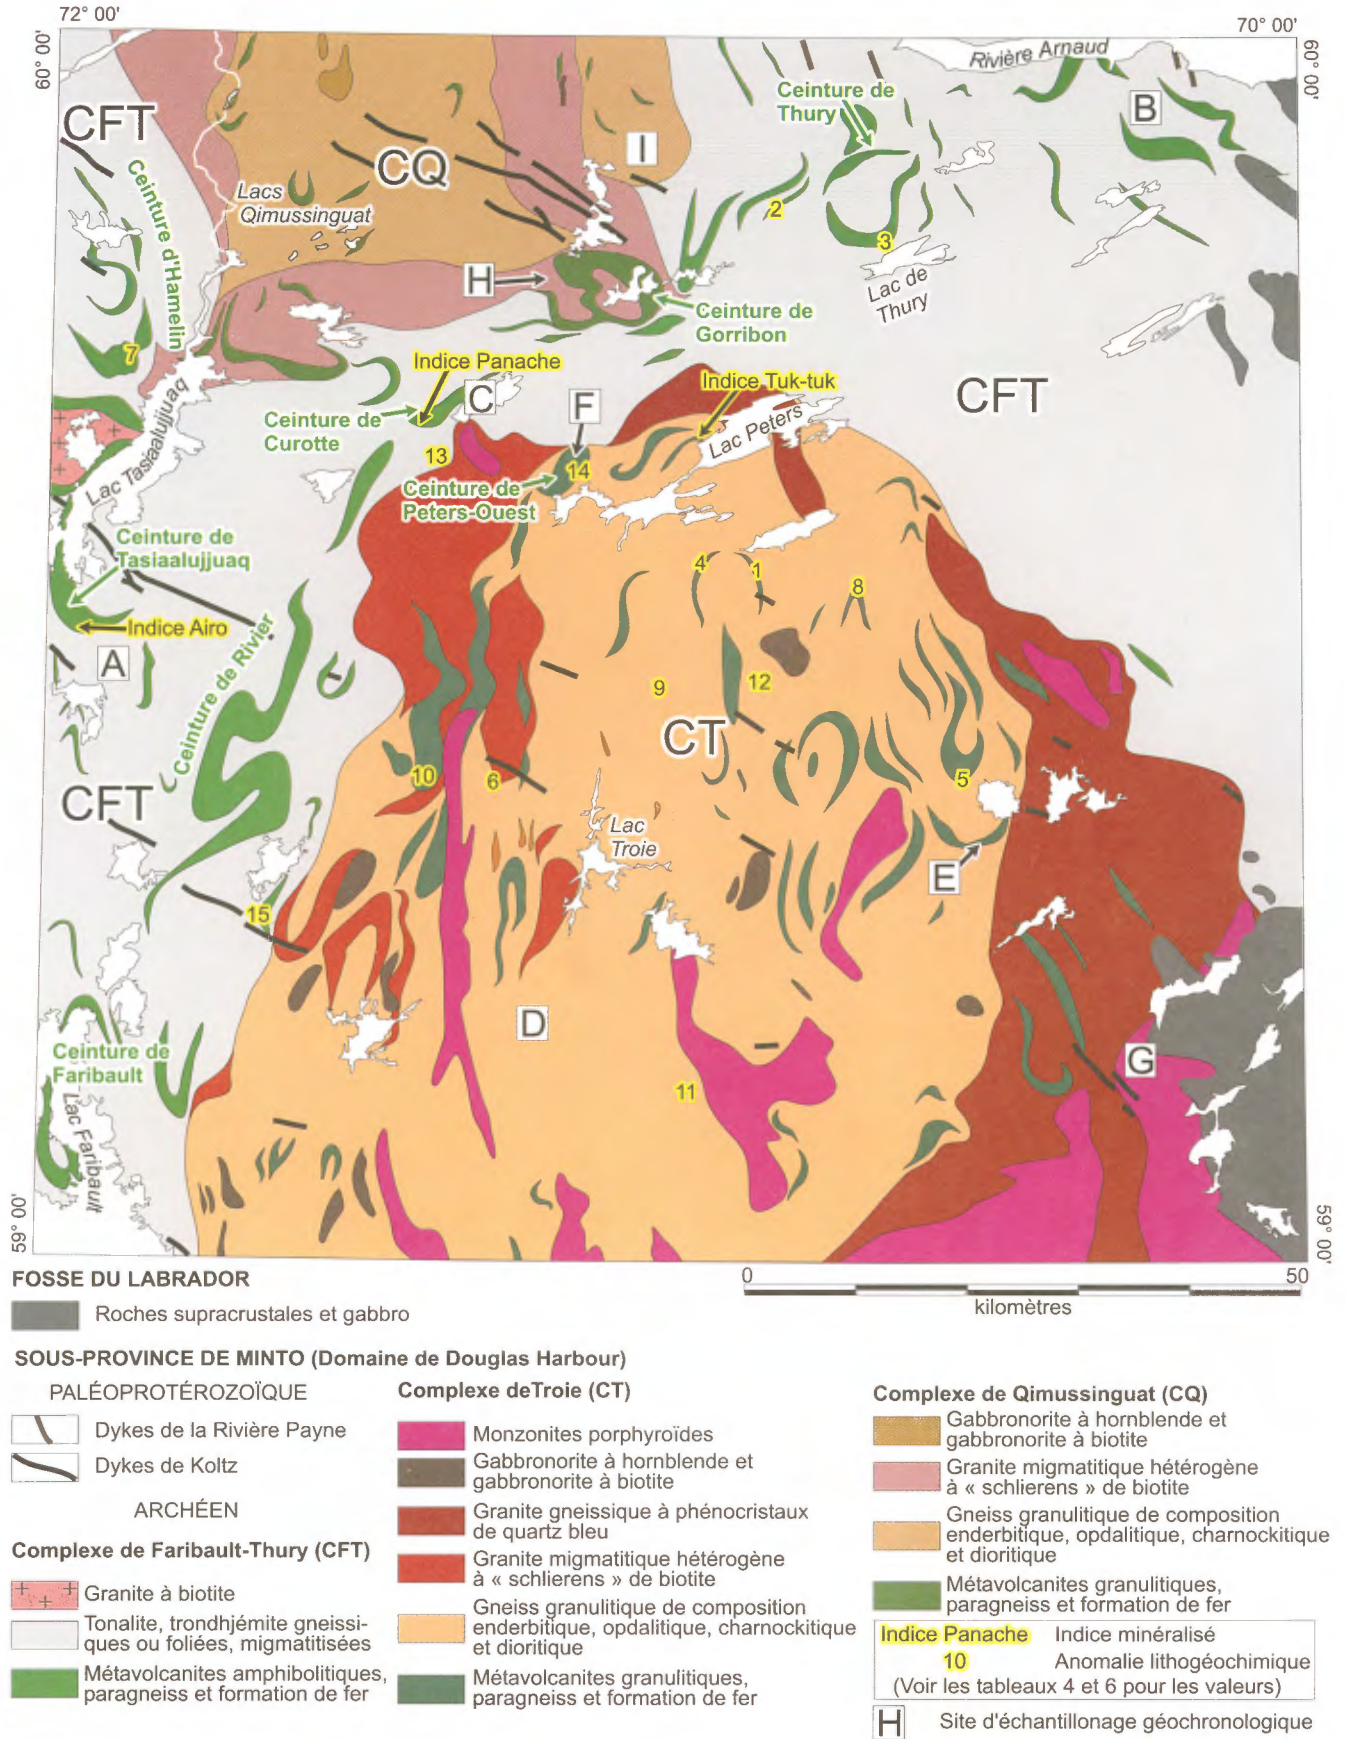 72° 00'
70° 00'
60° 00'
60° 00'
Rivière Arnaud
CFT
Ceinture de
Thury
B
I
CQ
Ceinture d'Hamelin
Lacs
Qimussinguat
2
3
H
Lac de
Thury
Ceinture de
Gorribon
7
Indice Panache
Indice Tuk-tuk
CFT
C
F
Ceinture de
Curotte
Lac Peters
13
14
Lac Tasiaalujjuaq
Ceinture de
Peters-Ouest
Ceinture de
Tasiaalujjuaq
4
1
8
Indice Airo
A
Ceinture de Rivier
9
12
CT
10
6
5
CFT
Lac
Troie
E
15
D
Ceinture de
Faribault
G
11
Lac Faribault
59° 00'
59° 00'
FOSSE DU LABRADOR
Roches supracrustales et gabbro
0
50
kilomètres
SOUS-PROVINCE DE MINTO (Domaine de Douglas Harbour)
PALÉOPROTÉROZOÏQUE
Dykes de la Rivière Payne
Dykes de Koltz
ARCHÉEN
Complexe de Faribault-Thury (CFT)
Granite à biotite
Tonalite, trondhjémite gneissi-
ques ou foliées, migmatitisées
Métavolcanites amphibolitiques,
paragneiss et formation de fer
Complexe deTroie (CT)
Monzonites porphyroïdes
Gabbronorite à hornblende et
gabbronorite à biotite
Granite gneissique à phénocristaux
de quartz bleu
Granite migmatitique hétérogène
à « schlierens » de biotite
Gneiss granulitique de composition
enderbitique, opdalitique, charnockitique
et dioritique
Métavolcanites granulitiques,
paragneiss et formation de fer
Complexe de Qimussinguat (CQ)
Gabbronorite à hornblende et
gabbronorite à biotite
Granite migmatitique hétérogène
à « schlierens » de biotite
Gneiss granulitique de composition
enderbitique, opdalitique, charnockitique
et dioritique
Métavolcanites granulitiques,
paragneiss et formation de fer
Indice Panache Indice minéralisé
10 Anomalie lithogéochimique
(Voir les tableaux 4 et 6 pour les valeurs)
H Site d'échantillonage géochronologique